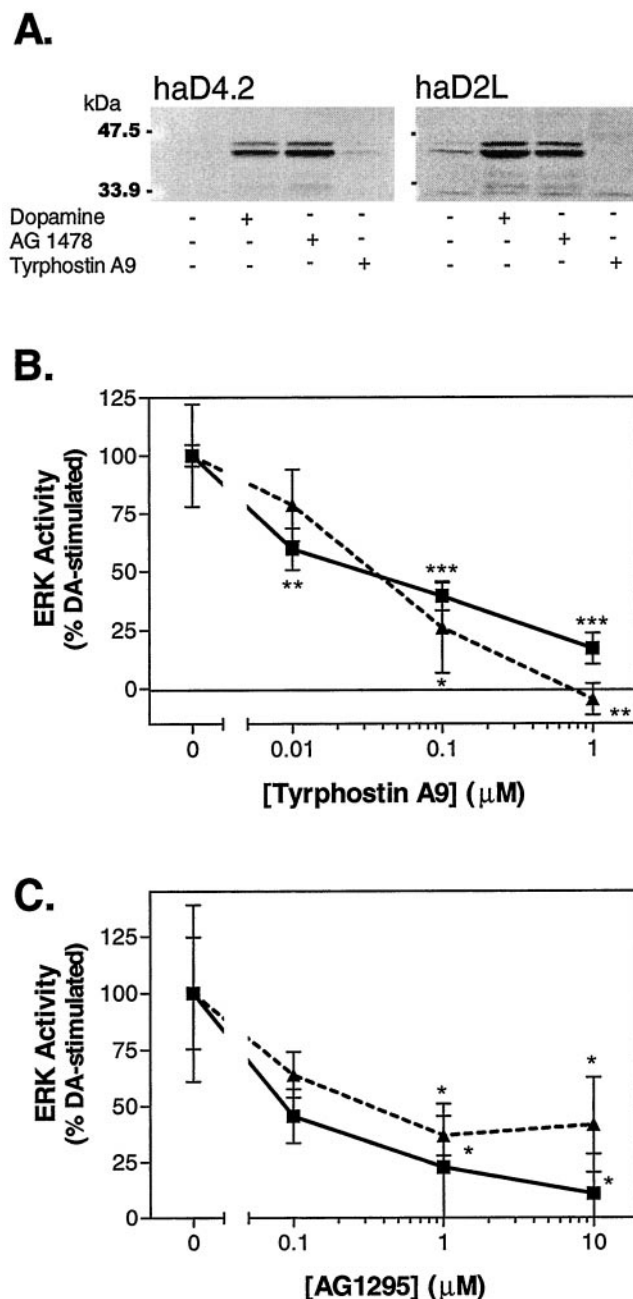 A.
haD4.2 haD2L
kDa
47.5 -
33.9 -
Dopamine - + - - - + - -
AG 1478 - - + - - - + -
Tyrphostin A9 - - - + - - - +
B.
125
100
75
50
25
0
ERK Activity
(% DA-stimulated)
**
***
*
***
**
0 0.01 0.1 1
[Tyrphostin A9] (μM)
C.
125
100
75
50
25
0
ERK Activity
(% DA-stimulated)
*
*
*
*
0 0.1 1 10
[AG1295] (μM)